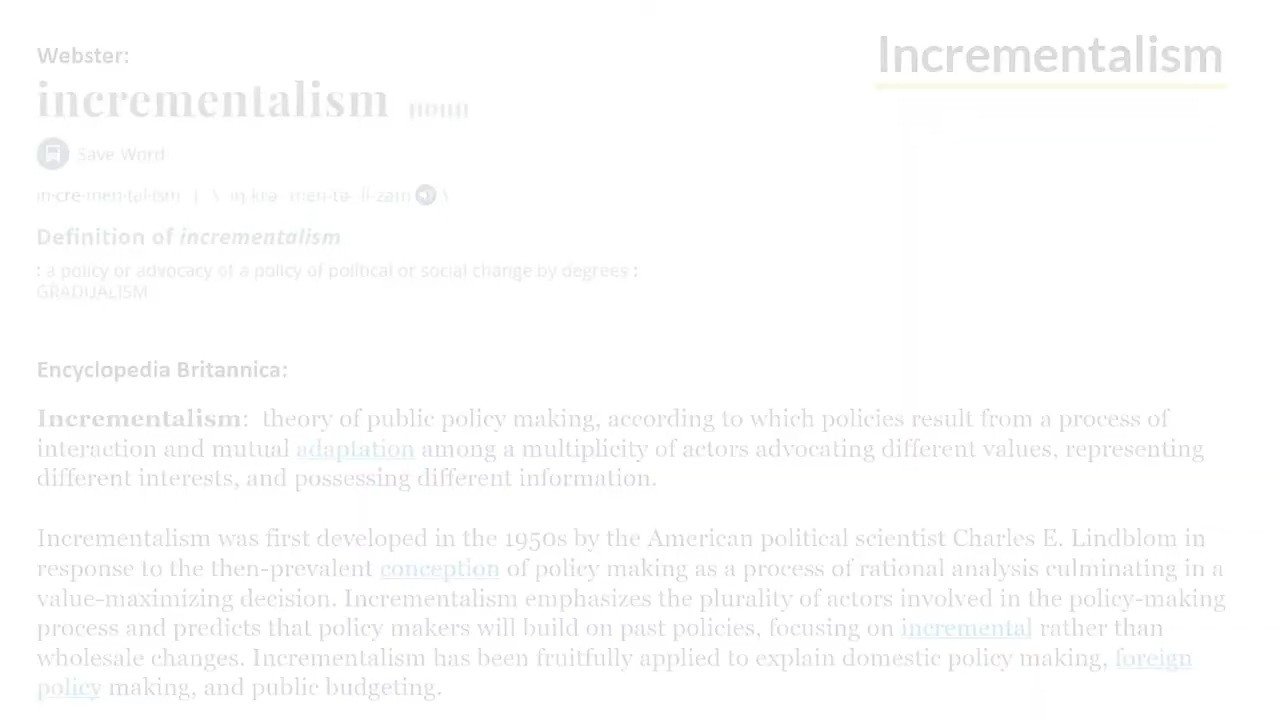 Webster:
Incrementalism
incrementalism noun
Save Word
in·cre·men·tal·ism | \ ˌiŋ-krə-ˈmen-tə-ˌli-zəm \
Definition of incrementalism
: a policy or advocacy of a policy of political or social change by degrees :
GRADUALISM
Encyclopedia Britannica:
Incrementalism: theory of public policy making, according to which policies result from a process of
interaction and mutual adaptation among a multiplicity of actors advocating different values, representing
different interests, and possessing different information.
Incrementalism was first developed in the 1950s by the American political scientist Charles E. Lindblom in
response to the then-prevalent conception of policy making as a process of rational analysis culminating in a
value-maximizing decision. Incrementalism emphasizes the plurality of actors involved in the policy-making
process and predicts that policy makers will build on past policies, focusing on incremental rather than
wholesale changes. Incrementalism has been fruitfully applied to explain domestic policy making, foreign
policy making, and public budgeting.